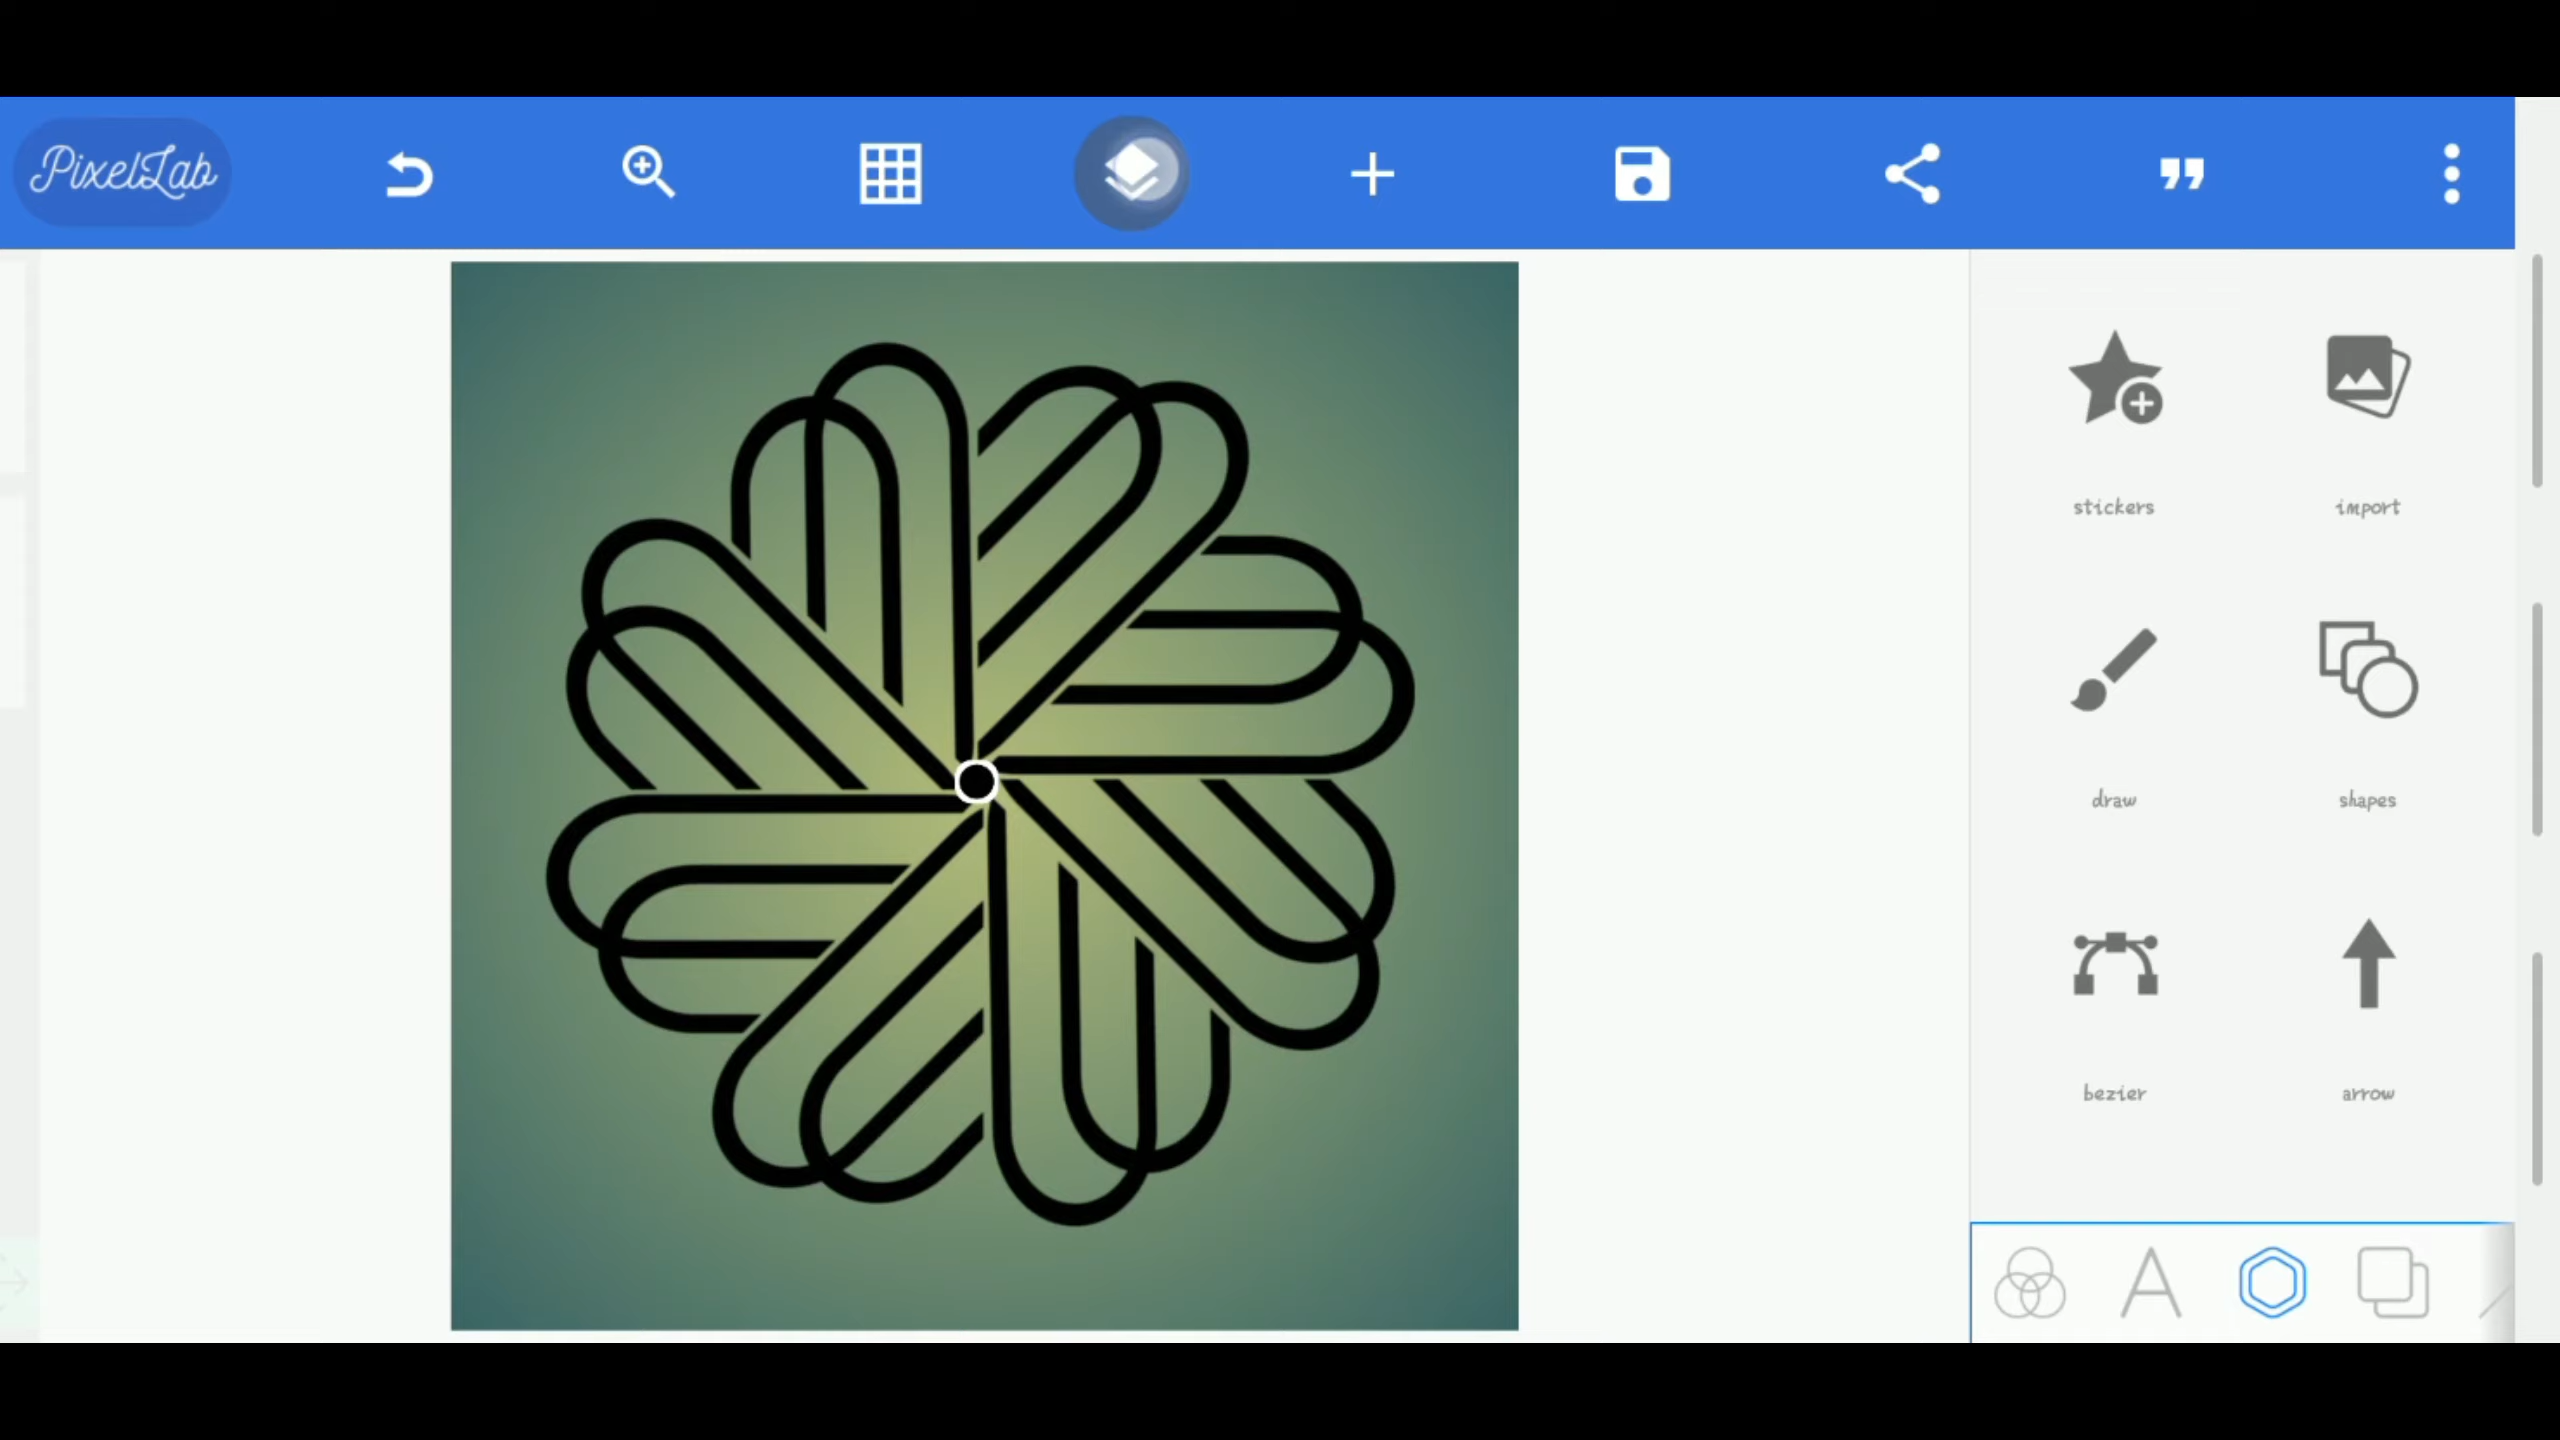 PixelLab
stickers
import
draw
shapes
bezier
arrow